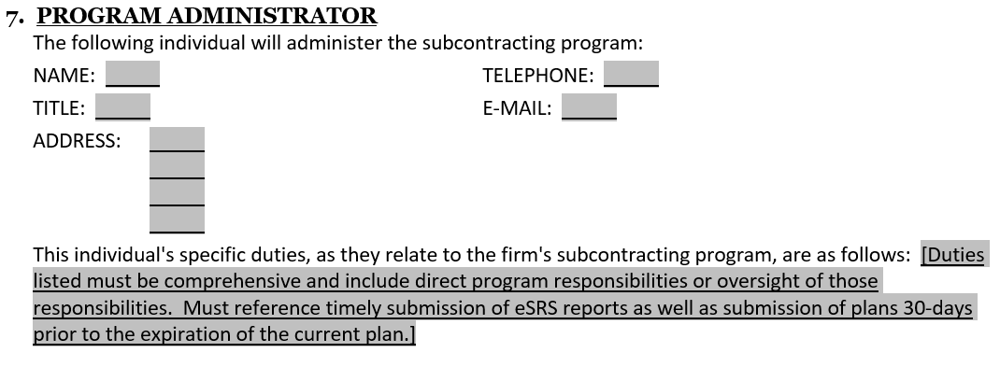 7. PROGRAM ADMINISTRATOR
The following individual will administer the subcontracting program:
NAME: TELEPHONE:
TITLE: E-MAIL:
ADDRESS:
This individual's specific duties, as they relate to the firm's subcontracting program, are as follows: [Duties
listed must be comprehensive and include direct program responsibilities or oversight of those
responsibilities. Must reference timely submission of eSRS reports as well as submission of plans 30-days
prior to the expiration of the current plan.]